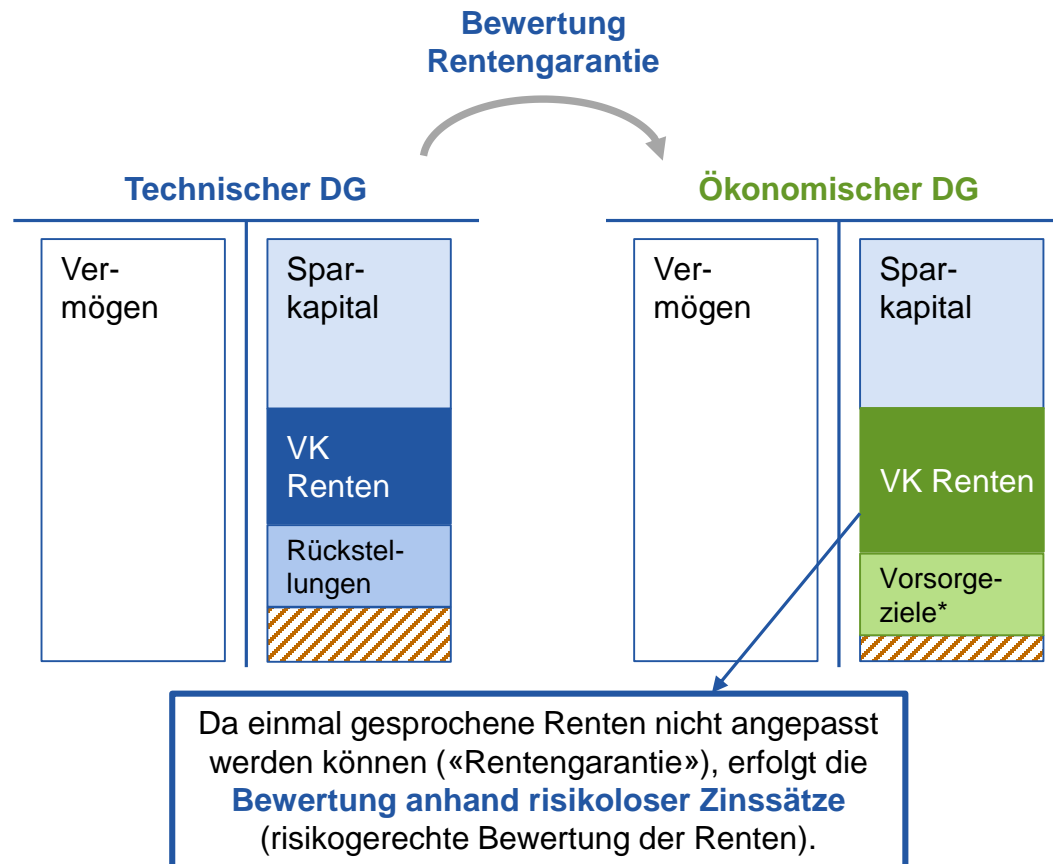 Bewertung
Rentengarantie
Technischer DG
Ver-
mögen
Spar-
kapital
VK
Renten
Rückstel-
lungen
Ökonomischer DG
Ver-
mögen
Spar-
kapital
VK Renten
Vorsorge-
ziele*
Da einmal gesprochene Renten nicht angepasst
werden können («Rentengarantie»), erfolgt die
Bewertung anhand risikoloser Zinssätze
(risikogerechte Bewertung der Renten).